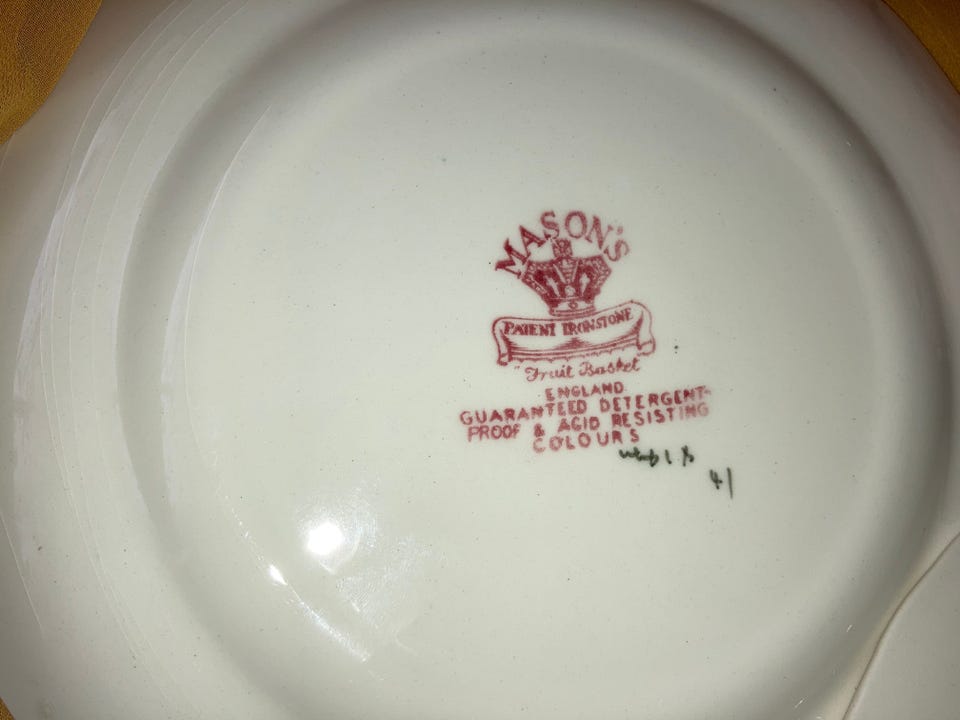 MASON'S
PATENT IRONSTONE
"Fruit Basket"
ENGLAND
GUARANTEED DETERGENT-
PROOF & ACID RESISTING
COLOURS
41